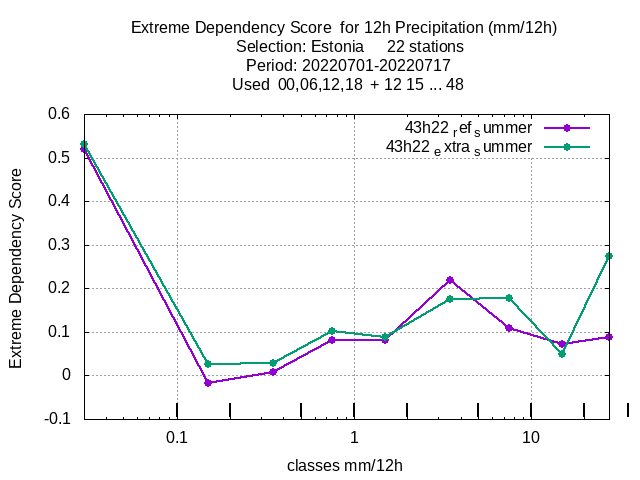 Extreme Dependency Score  for 12h Precipitation (mm/12h)
Selection: Estonia     22 stations
Period: 20220701-20220717
Used  00,06,12,18  + 12 15 ... 48
43h22 ref summer
43h22 extra summer
0.6
0.5
0.4
0.3
0.2
0.1
0
-0.1
Extreme Dependency Score
0.1
1
10
classes mm/12h